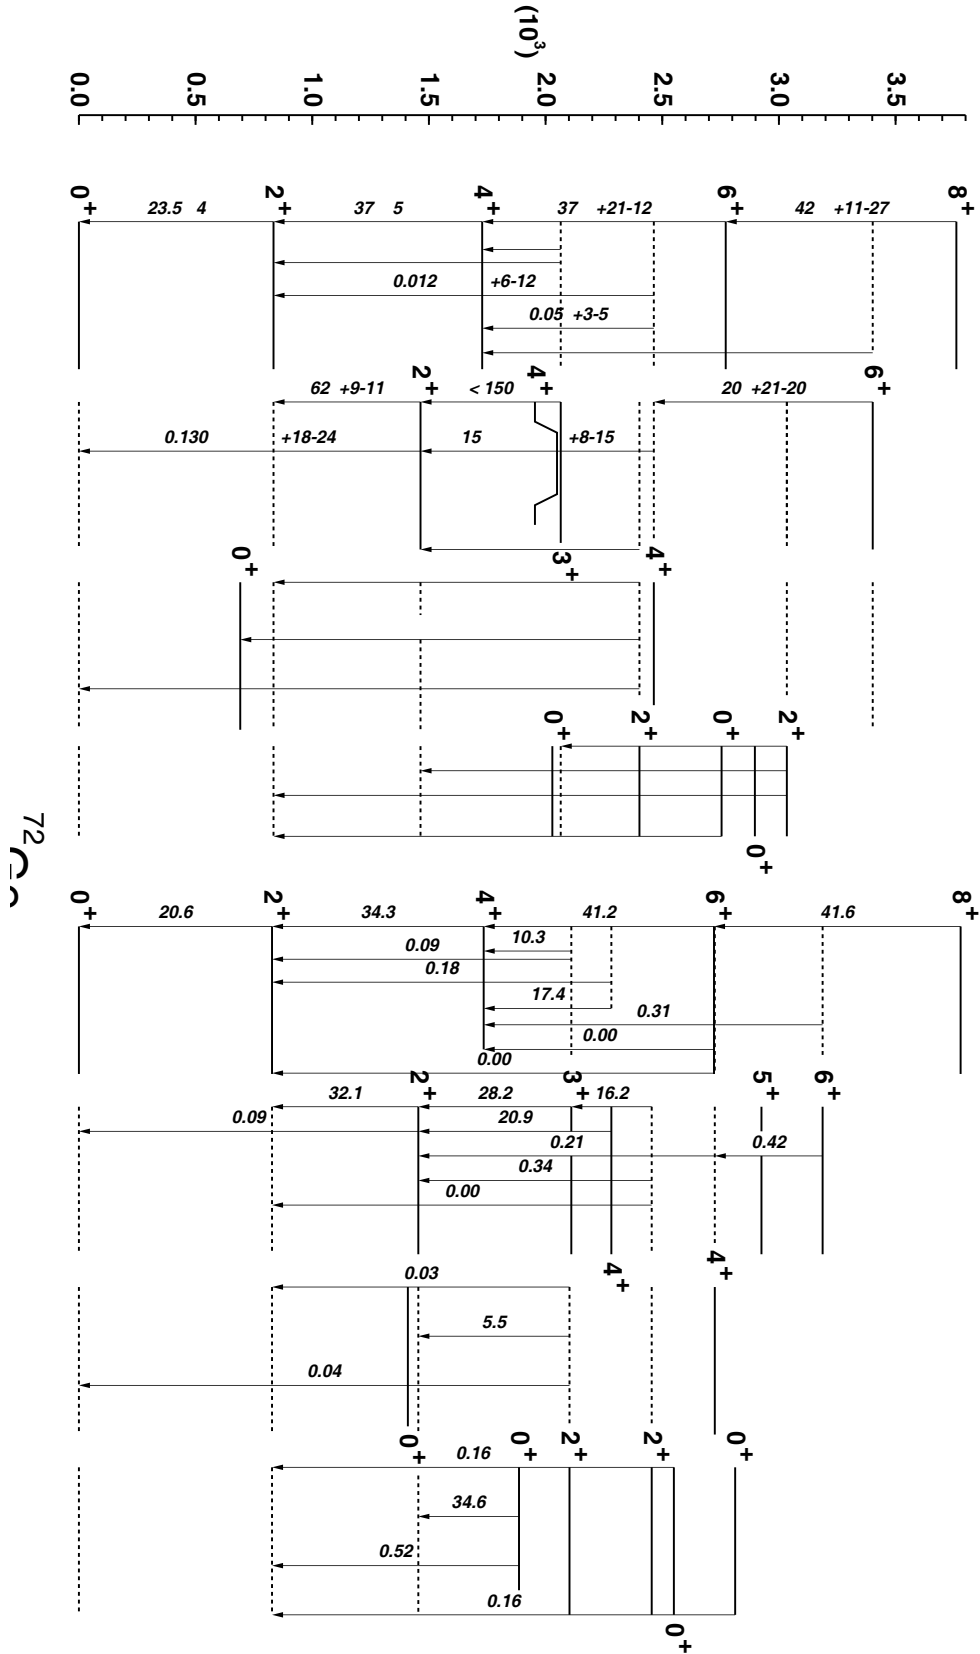 (10³)
0.0 0.5 1.0 1.5 2.0 2.5 3.0 3.5
0+ 2+ 4+ 6+ 8+
23.5 4 37 5 37 +21-12 42 +11-27
0.012 +6-12
0.05 +3-5
2+ 4+ 6+
62 +9-11 < 150 20 +21-20
0.130 +18-24 15 +8-15
0+ 3+ 4+
0+ 2+ 0+ 2+
0+
72
0+ 2+ 4+ 6+ 8+
20.6 34.3 41.2 41.6
10.3
0.09
0.18
17.4
0.31
0.00
0.00
2+ 3+ 5+ 6+
32.1 28.2 16.2
0.09 20.9
0.21 0.42
0.34
0.00
4+ 4+
0.03
5.5
0.04
0+ 0+ 2+ 2+ 0+
0.16
34.6
0.52
0.16
0+